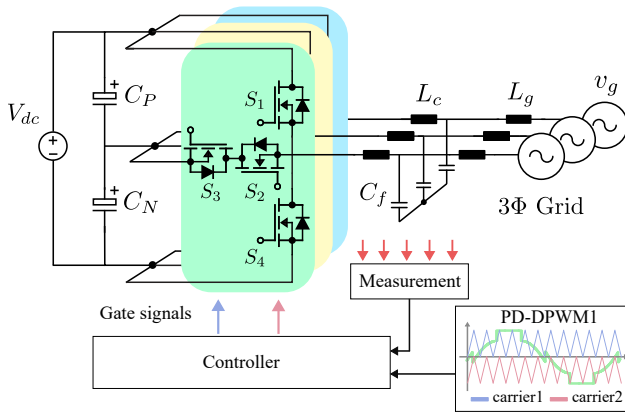 V_dc
C_P
C_N
S_1
S_3
S_2
S_4
L_c
L_g
v_g
C_f
3Φ Grid
Gate signals
Measurement
Controller
PD-DPWM1
carrier1
carrier2